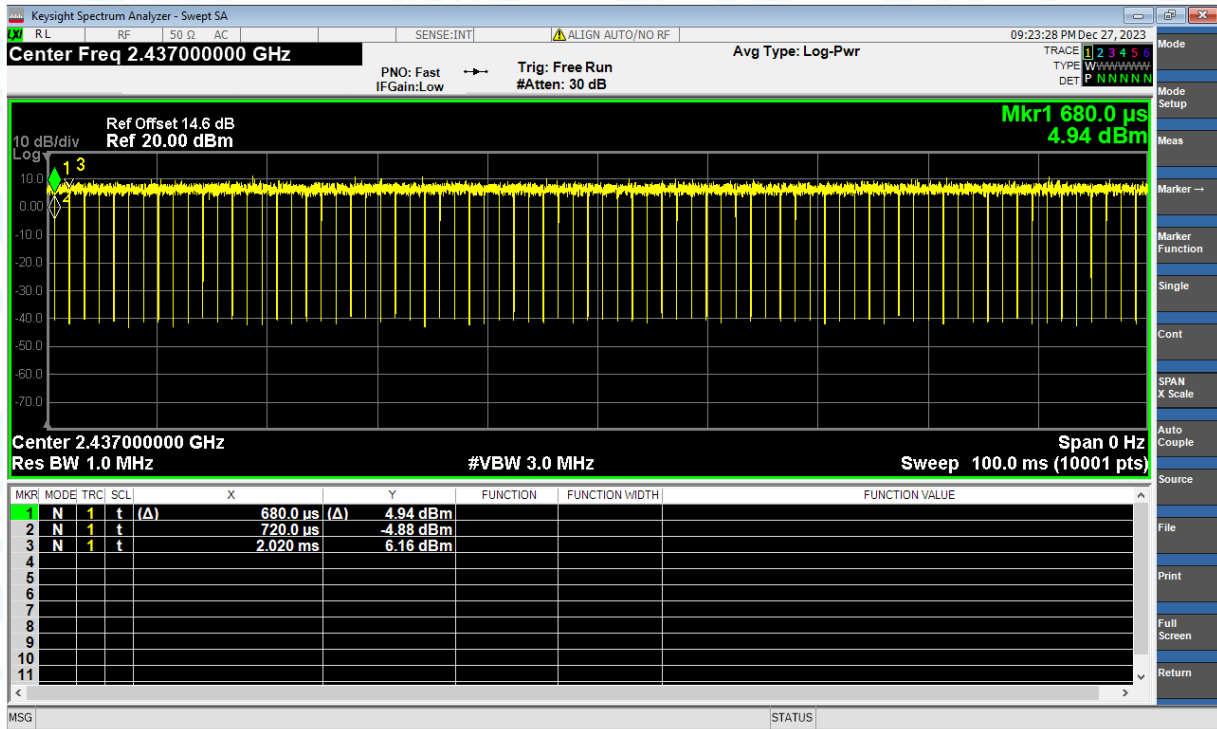 Keysight Spectrum Analyzer - Swept SA
LXI RL RF 50 Ω AC SENSE:INT ALIGN AUTO/NO RF 09:23:28 PM Dec 27, 2023
Center Freq 2.437000000 GHz
PNO: Fast
IFGain:Low
Trig: Free Run
#Atten: 30 dB
Avg Type: Log-Pwr
TRACE 1 2 3 4 5 6
TYPE WWWWWW
DET P N N N N N
Mkr1 680.0 µs
4.94 dBm
Ref Offset 14.6 dB
10 dB/div Ref 20.00 dBm
Log
1 3
2
10.0
0.00
-10.0
-20.0
-30.0
-40.0
-50.0
-60.0
-70.0
Center 2.437000000 GHz Span 0 Hz
Res BW 1.0 MHz #VBW 3.0 MHz Sweep 100.0 ms (10001 pts)
MKR MODE TRC SCL X Y FUNCTION FUNCTION WIDTH FUNCTION VALUE
1 N 1 t (Δ) 680.0 µs (Δ) 4.94 dBm
2 N 1 t 720.0 µs -4.88 dBm
3 N 1 t 2.020 ms 6.16 dBm
4
5
6
7
8
9
10
11
MSG STATUS
Mode
Mode
Setup
Meas
Marker →
Marker
Function
Single
Cont
SPAN
X Scale
Auto
Couple
Source
File
Print
Full
Screen
Return